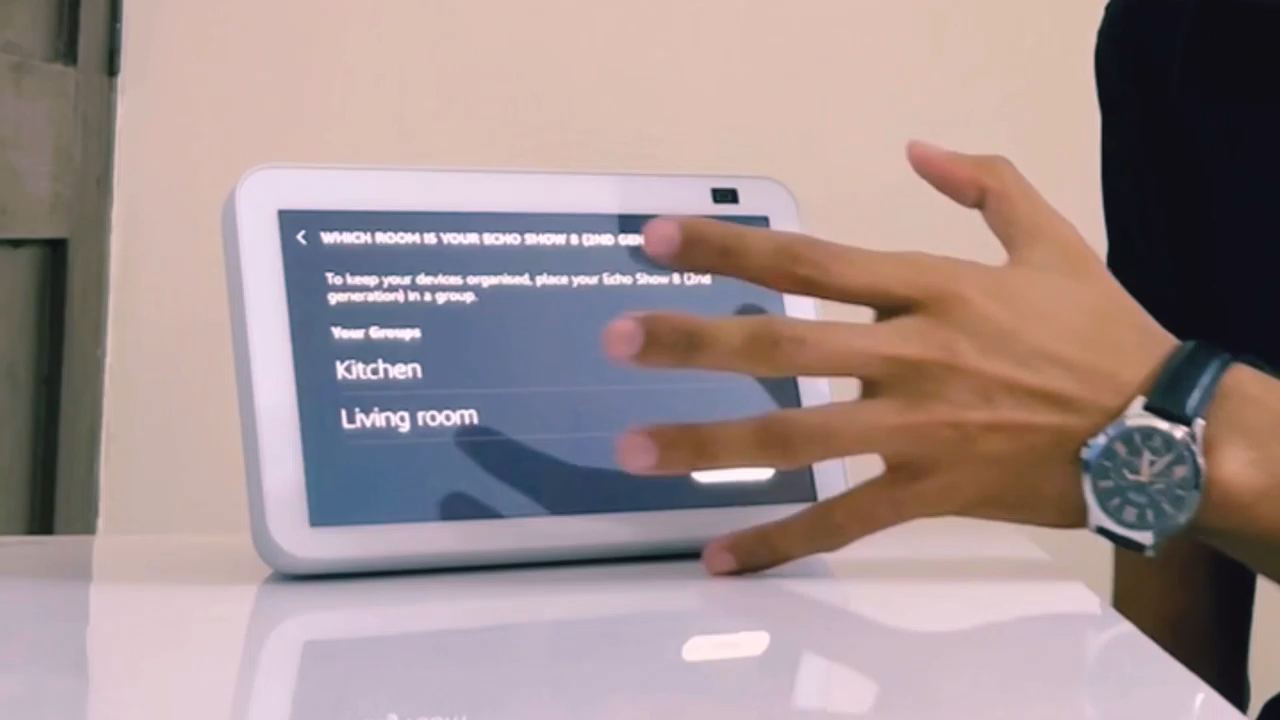 WHICH ROOM IS YOUR ECHO SHOW 8 (2ND GEN
To keep your devices organised, place your Echo Show 8 (2nd
generation) in a group.
Your Groups
Kitchen
Living room